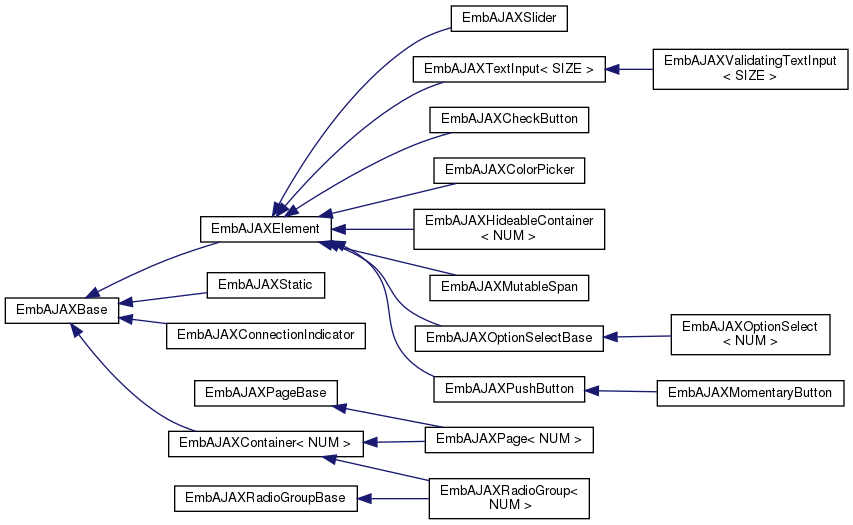 EmbAJAXSlider
EmbAJAXTextInput< SIZE >
EmbAJAXValidatingTextInput
< SIZE >
EmbAJAXCheckButton
EmbAJAXColorPicker
EmbAJAXElement
EmbAJAXHideableContainer
< NUM >
EmbAJAXStatic
EmbAJAXMutableSpan
EmbAJAXBase
EmbAJAXConnectionIndicator
EmbAJAXOptionSelectBase
EmbAJAXOptionSelect
< NUM >
EmbAJAXPageBase
EmbAJAXPushButton
EmbAJAXMomentaryButton
EmbAJAXContainer< NUM >
EmbAJAXPage< NUM >
EmbAJAXRadioGroupBase
EmbAJAXRadioGroup<
NUM >